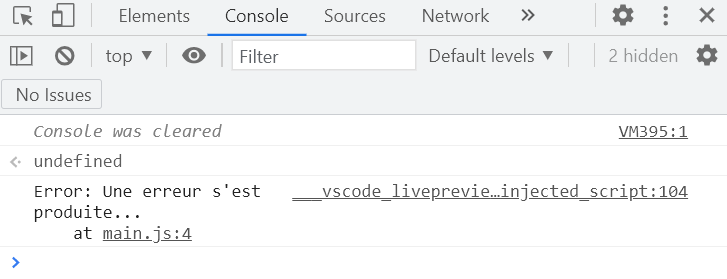 Elements Console Sources Network »
top ▼ Filter Default levels ▼ 2 hidden
No Issues
Console was cleared VM395:1
undefined
Error: Une erreur s'est ___vscode_liveprevie…injected_script:104
produite...
at main.js:4